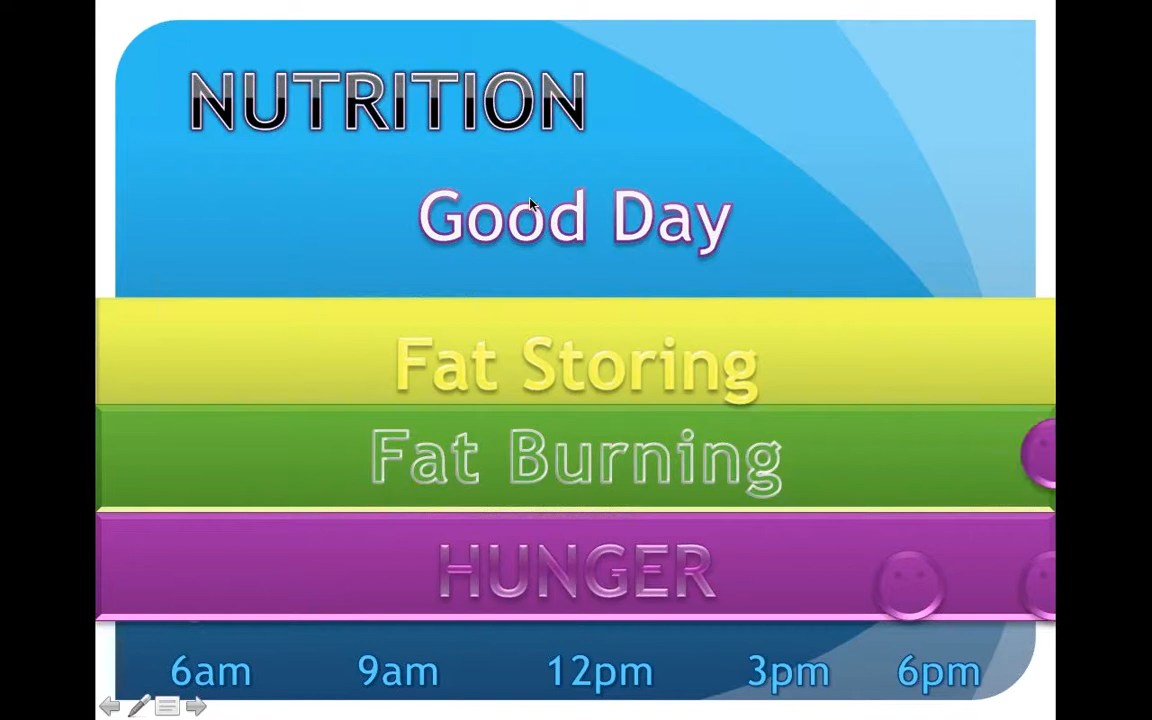 NUTRITION
Good Day
Fat Storing
Fat Burning
HUNGER
6am 9am 12pm 3pm 6pm